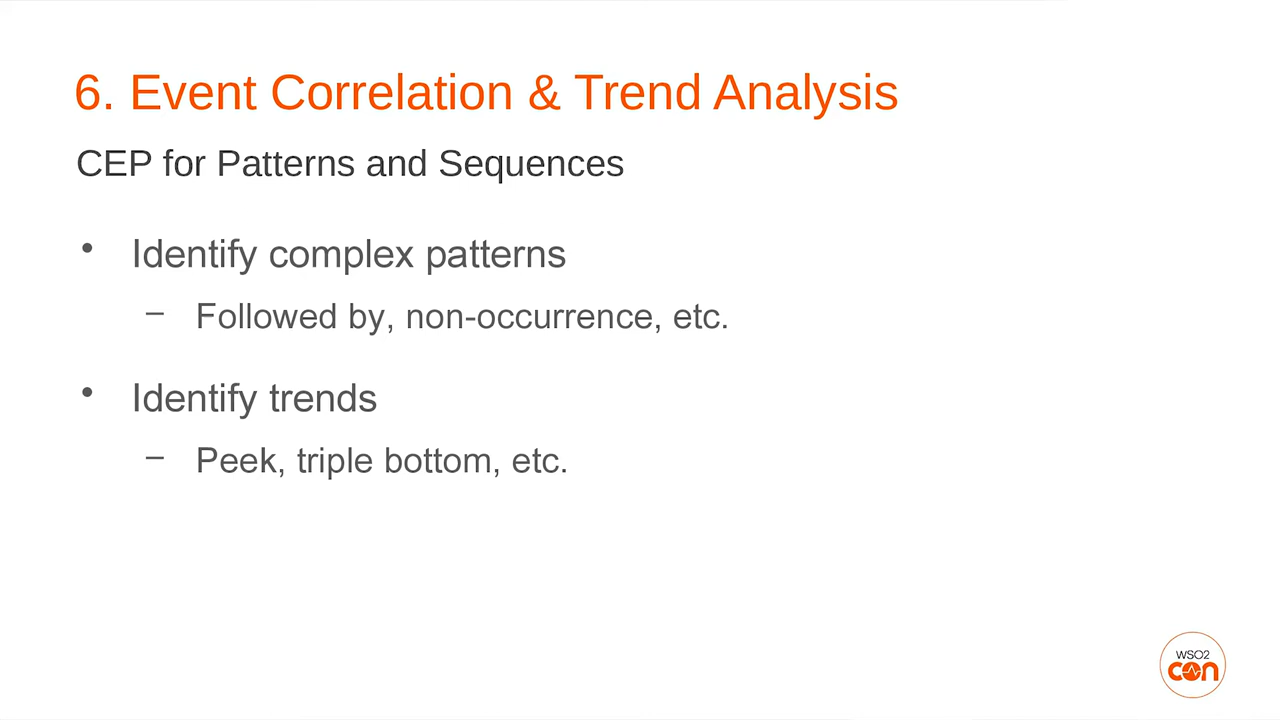 6. Event Correlation & Trend Analysis
CEP for Patterns and Sequences
• Identify complex patterns
– Followed by, non-occurrence, etc.
• Identify trends
– Peek, triple bottom, etc.
WSO2
con